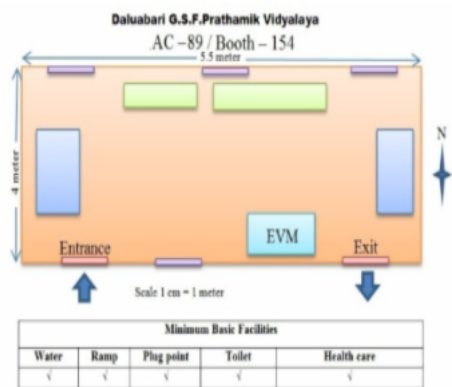 Daluabari G.S.F.Prathamik Vidyalaya
AC –89 / Booth – 154
5.5 meter
4 meter
N
EVM
Entrance
Exit
Scale 1 cm = 1 meter
Minimum Basic Facilities
Water Ramp Plug point Toilet Health care
√ √ √ √ √